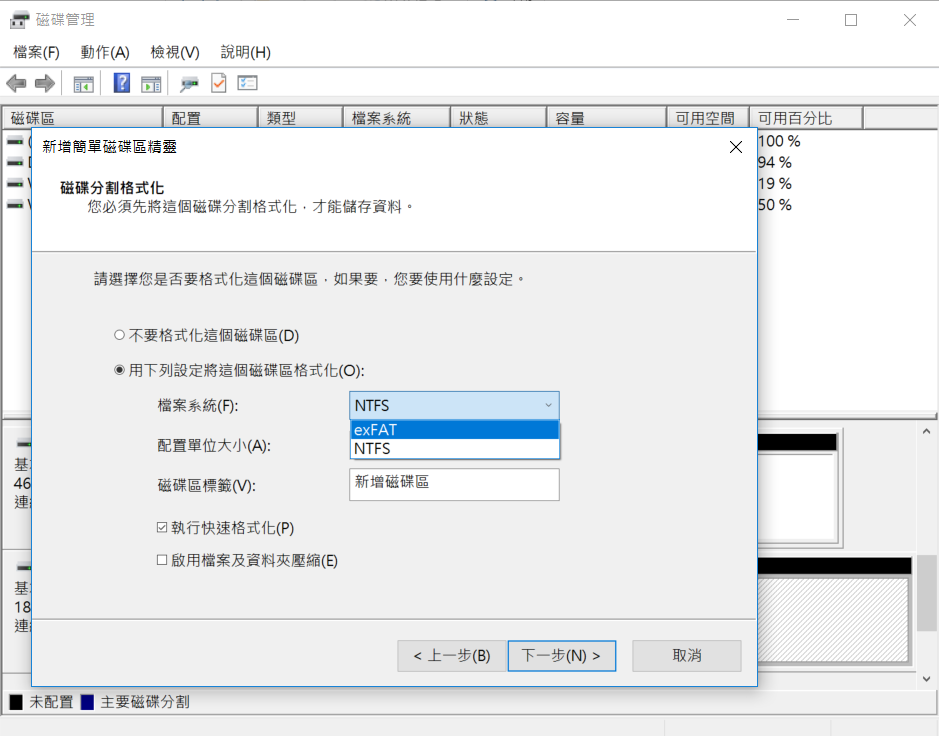 磁碟管理
檔案(F) 動作(A) 檢視(V) 說明(H)
磁碟區 配置 類型 檔案系統 狀態 容量 可用空間 可用百分比
100 %
94 %
19 %
50 %
新增簡單磁碟區精靈
磁碟分割格式化
您必須先將這個磁碟分割格式化，才能儲存資料。
請選擇您是否要格式化這個磁碟區，如果要，您要使用什麼設定。
不要格式化這個磁碟區(D)
用下列設定將這個磁碟區格式化(O):
檔案系統(F): NTFS
exFAT
配置單位大小(A): NTFS
磁碟區標籤(V): 新增磁碟區
執行快速格式化(P)
啟用檔案及資料夾壓縮(E)
< 上一步(B) 下一步(N) > 取消
基
46
連
基
18
連
未配置 主要磁碟分割